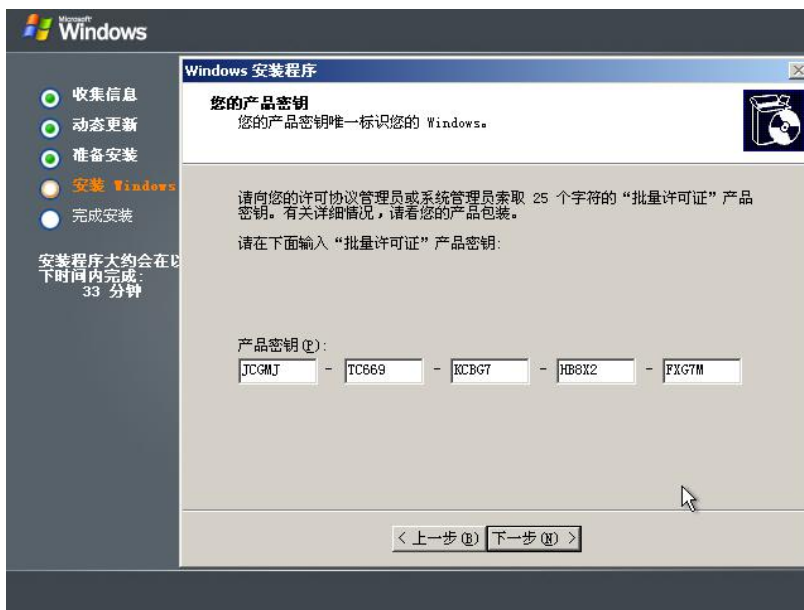 Microsoft
Windows
收集信息
动态更新
准备安装
安装 Windows
完成安装
安装程序大约会在以
下时间内完成:
33 分钟
Windows 安装程序
您的产品密钥
您的产品密钥唯一标识您的 Windows。
请向您的许可协议管理员或系统管理员索取 25 个字符的“批量许可证”产品
密钥。有关详细情况，请看您的产品包装。
请在下面输入“批量许可证”产品密钥:
产品密钥(P):
JCGMJ - TC669 - KCBG7 - HB8X2 - FXG7M
< 上一步(B) 下一步(N) >